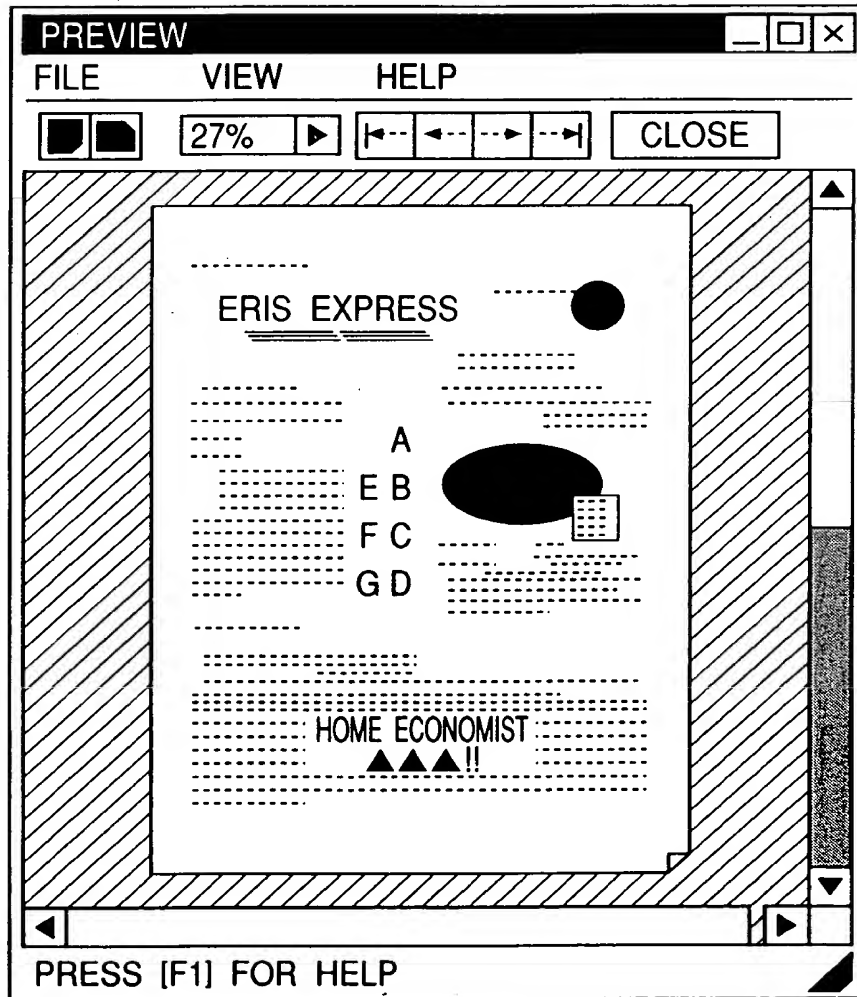 PREVIEW
FILE VIEW HELP
27% CLOSE
ERIS EXPRESS
A
E B
F C
G D
HOME ECONOMIST
▲▲▲!!
PRESS [F1] FOR HELP